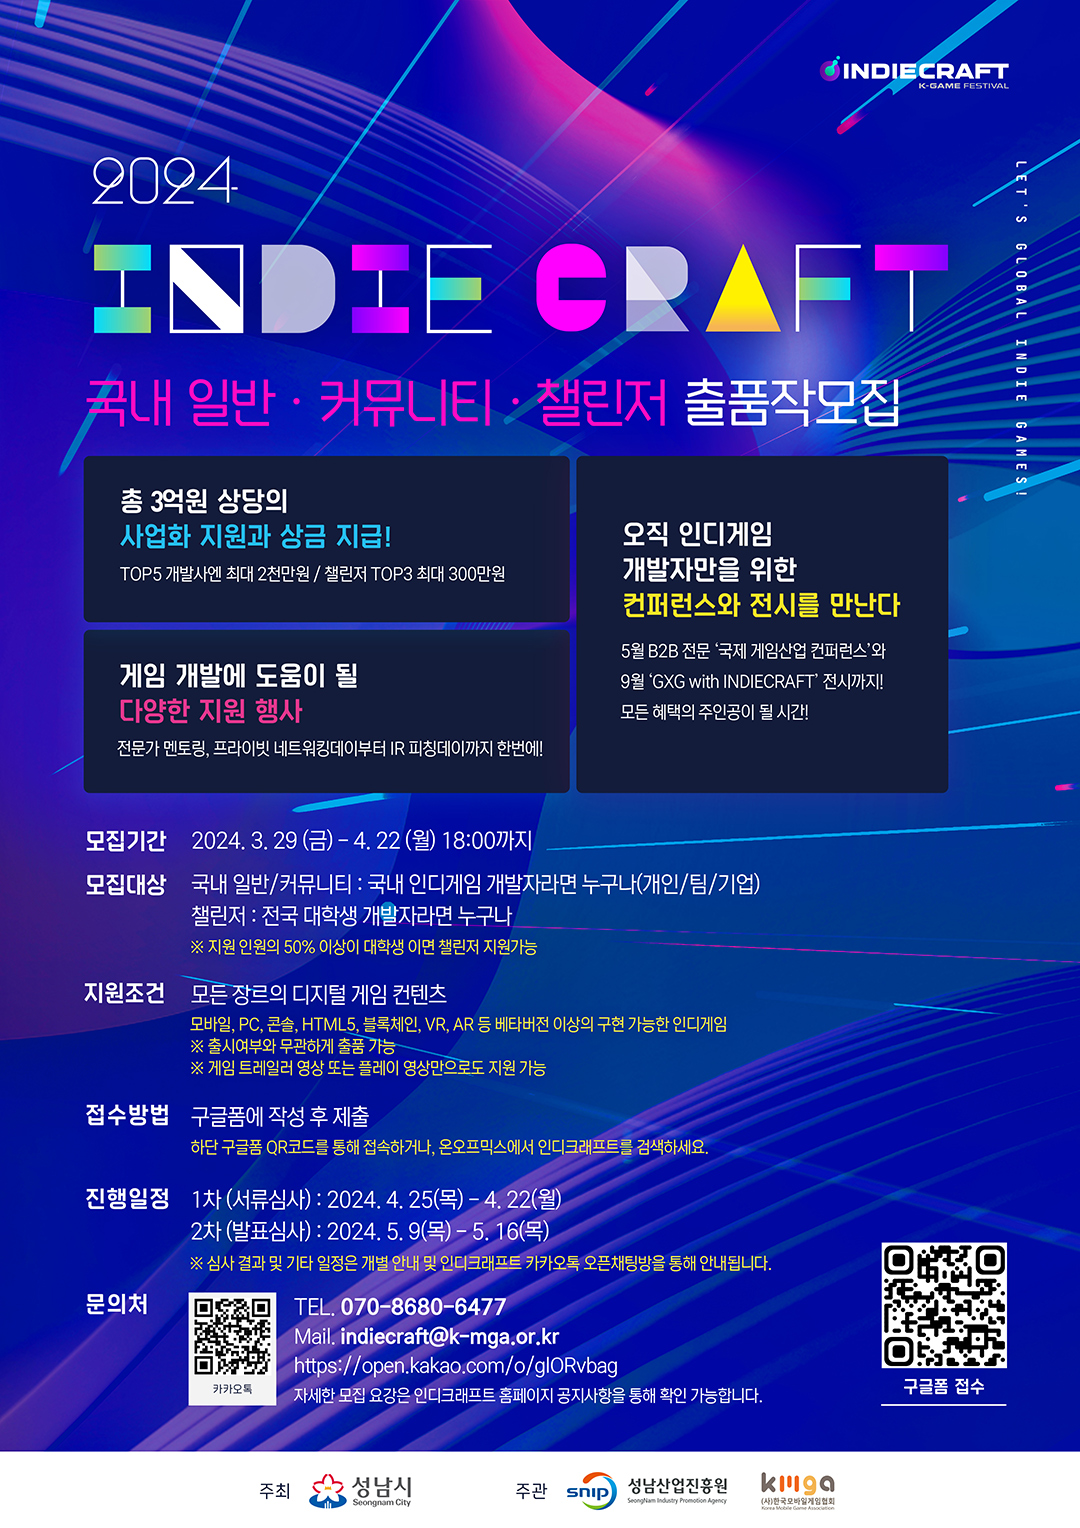 INDIECRAFT
K-GAME FESTIVAL
LET'S GLOBAL INDIE GAMES!
2024
INDIE CRAFT
국내 일반 · 커뮤니티 · 챌린저 출품작모집
총 3억원 상당의
사업화 지원과 상금 지급!
TOP5 개발사엔 최대 2천만원 / 챌린저 TOP3 최대 300만원
게임 개발에 도움이 될
다양한 지원 행사
전문가 멘토링, 프라이빗 네트워킹데이부터 IR 피칭데이까지 한번에!
오직 인디게임
개발자만을 위한
컨퍼런스와 전시를 만난다
5월 B2B 전문 '국제 게임산업 컨퍼런스'와
9월 'GXG with INDIECRAFT' 전시까지!
모든 혜택의 주인공이 될 시간!
모집기간 2024. 3. 29 (금) - 4. 22 (월) 18:00까지
모집대상 국내 일반/커뮤니티 : 국내 인디게임 개발자라면 누구나(개인/팀/기업)
챌린저 : 전국 대학생 개발자라면 누구나
※ 지원 인원의 50% 이상이 대학생 이면 챌린저 지원가능
지원조건 모든 장르의 디지털 게임 컨텐츠
모바일, PC, 콘솔, HTML5, 블록체인, VR, AR 등 베타버전 이상의 구현 가능한 인디게임
※ 출시여부와 무관하게 출품 가능
※ 게임 트레일러 영상 또는 플레이 영상만으로도 지원 가능
접수방법 구글폼에 작성 후 제출
하단 구글폼 QR코드를 통해 접속하거나, 온오프믹스에서 인디크래프트를 검색하세요.
진행일정 1차 (서류심사) : 2024. 4. 25(목) - 4. 22(월)
2차 (발표심사) : 2024. 5. 9(목) - 5. 16(목)
※ 심사 결과 및 기타 일정은 개별 안내 및 인디크래프트 카카오톡 오픈채팅방을 통해 안내됩니다.
문의처 TEL. 070-8680-6477
Mail. indiecraft@k-mga.or.kr
https://open.kakao.com/o/glORvbag
자세한 모집 요강은 인디크래프트 홈페이지 공지사항을 통해 확인 가능합니다.
카카오톡
구글폼 접수
주최 성남시
Seongnam City
주관 snip 성남산업진흥원
SeongNam Industry Promotion Agency
kmga
(사)한국모바일게임협회
Korea Mobile Game Association